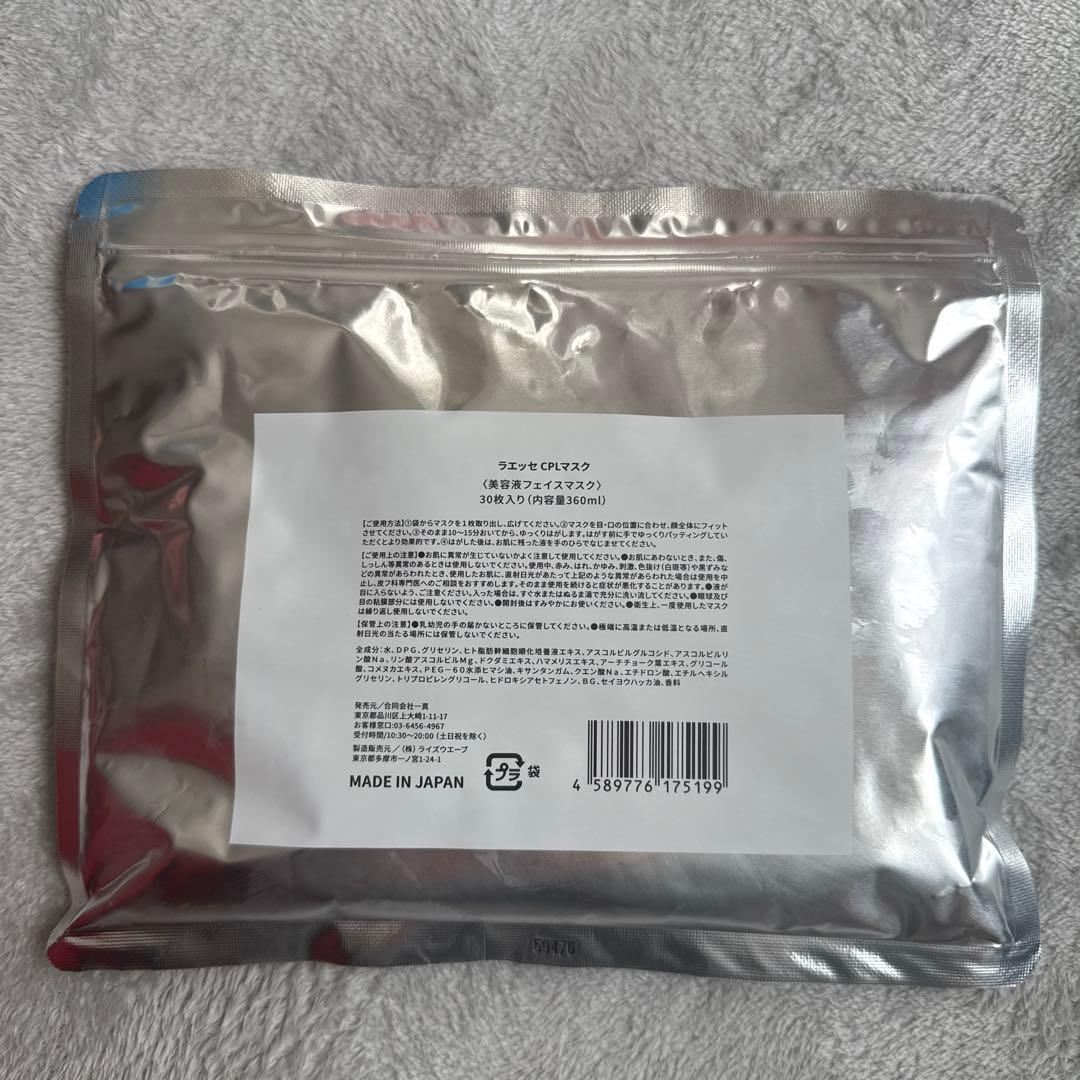 ラエッセ CPLマスク
〈美容液フェイスマスク〉
30枚入り(内容量360ml)
【ご使用方法】①袋からマスクを1枚取り出し、広げてください。②マスクを目・口の位置に合わせ、顔全体にフィット
させてください。③そのまま10~15分おいてから、ゆっくりはがします。はがす前に手でゆっくりパッティングしてい
ただくとより効果的です。④はがした後は、お肌に残った液を手のひらでなじませてください。
【ご使用上の注意】●お肌に異常が生じていないかよく注意して使用してください。●お肌にあわないとき、また、傷、
しっしん等異常のあるときは使用しないでください。使用中、赤み、はれ、かゆみ、刺激、色抜け(白斑等)や黒ずみな
どの異常があらわれたとき、使用したお肌に、直射日光があたって上記のような異常があらわれた場合は使用を中
止し、皮フ科専門医へのご相談をおすすめします。そのまま使用を続けると症状が悪化することがあります。●液が
目に入らないよう、ご注意ください。入った場合は、すぐ水またはぬるま湯で充分に洗い流してください。●眼球及び
目の粘膜部分には使用しないでください。●開封後はすみやかにお使いください。●衛生上、一度使用したマスク
は繰り返し使用しないでください。
【保管上の注意】●乳幼児の手の届かないところに保管してください。●極端に高温または低温となる場所、直
射日光の当たる場所には保管しないでください。
全成分:水、DPG、グリセリン、ヒト脂肪幹細胞順化培養液エキス、アスコルビルグルコシド、アスコルビルリ
ン酸Na、リン酸アスコルビルMg、ドクダミエキス、ハマメリスエキス、アーチチョーク葉エキス、グリコール
酸、コメヌカエキス、PEG-60水添ヒマシ油、キサンタンガム、クエン酸Na、エチドロン酸、エチルヘキシル
グリセリン、トリプロピレングリコール、ヒドロキシアセトフェノン、BG、セイヨウハッカ油、香料
発売元/合同会社一真
東京都品川区上大崎1-11-17
お客様窓口:03-6456-4967
受付時間/10:30~20:00(土日祝を除く)
製造販売元/(株)ライズウエーブ
東京都多摩市一ノ宮1-24-1
MADE IN JAPAN
プラ 袋
4 589776 175199
59476